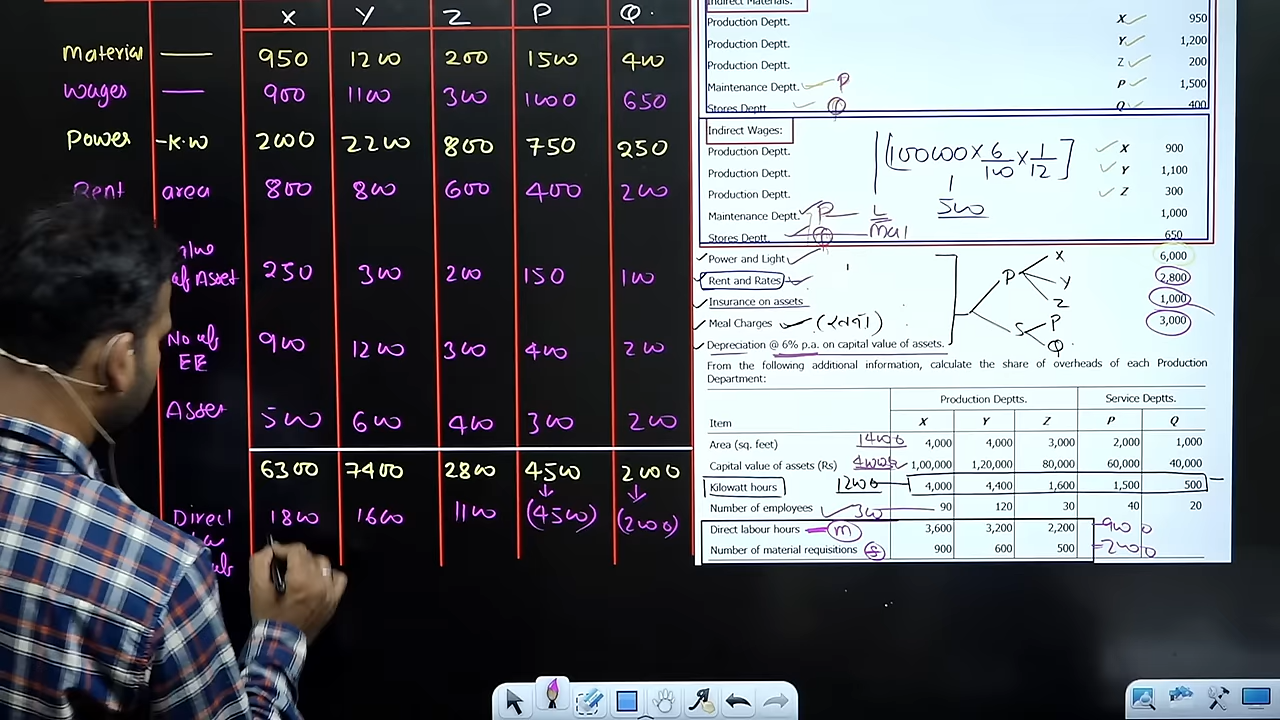 X Y Z P Q
Material — 950 1200 200 1500 400
Wages — 900 1100 300 1000 650
Power -K.W 2000 2200 800 750 250
Rent area 800 800 600 400 200
of Asset 250 300 200 150 100
No of EE 900 1200 300 400 200
Asset 500 600 400 300 200
6300 7400 2800 4500 2000
Direct 1800 1600 1100 (4500) (2000)
Indirect Materials:
Production Deptt. X 950
Production Deptt. Y 1,200
Production Deptt. Z 200
Maintenance Deptt. P P 1,500
Stores Deptt Q Q 400
Indirect Wages:
Production Deptt. X 900
Production Deptt. Y 1,100
Production Deptt. Z 300
Maintenance Deptt. P 1,000
Stores Deptt. 650
[100000 × 6/100 × 1/12]
500
Power and Light 6,000
Rent and Rates 2,800
Insurance on assets 1,000
Meal Charges 3,000
Depreciation @ 6% p.a. on capital value of assets.
P X Y Z
S P Q
From the following additional information, calculate the share of overheads of each Production
Department:
Production Deptts. Service Deptts.
Item X Y Z P Q
Area (sq. feet) 14000 4,000 4,000 3,000 2,000 1,000
Capital value of assets (Rs) 1,00,000 1,20,000 80,000 60,000 40,000
Kilowatt hours 12000 4,000 4,400 1,600 1,500 500
Number of employees 300 90 120 30 40 20
Direct labour hours m 3,600 3,200 2,200 - 9000
Number of material requisitions S 900 600 500 = 2000